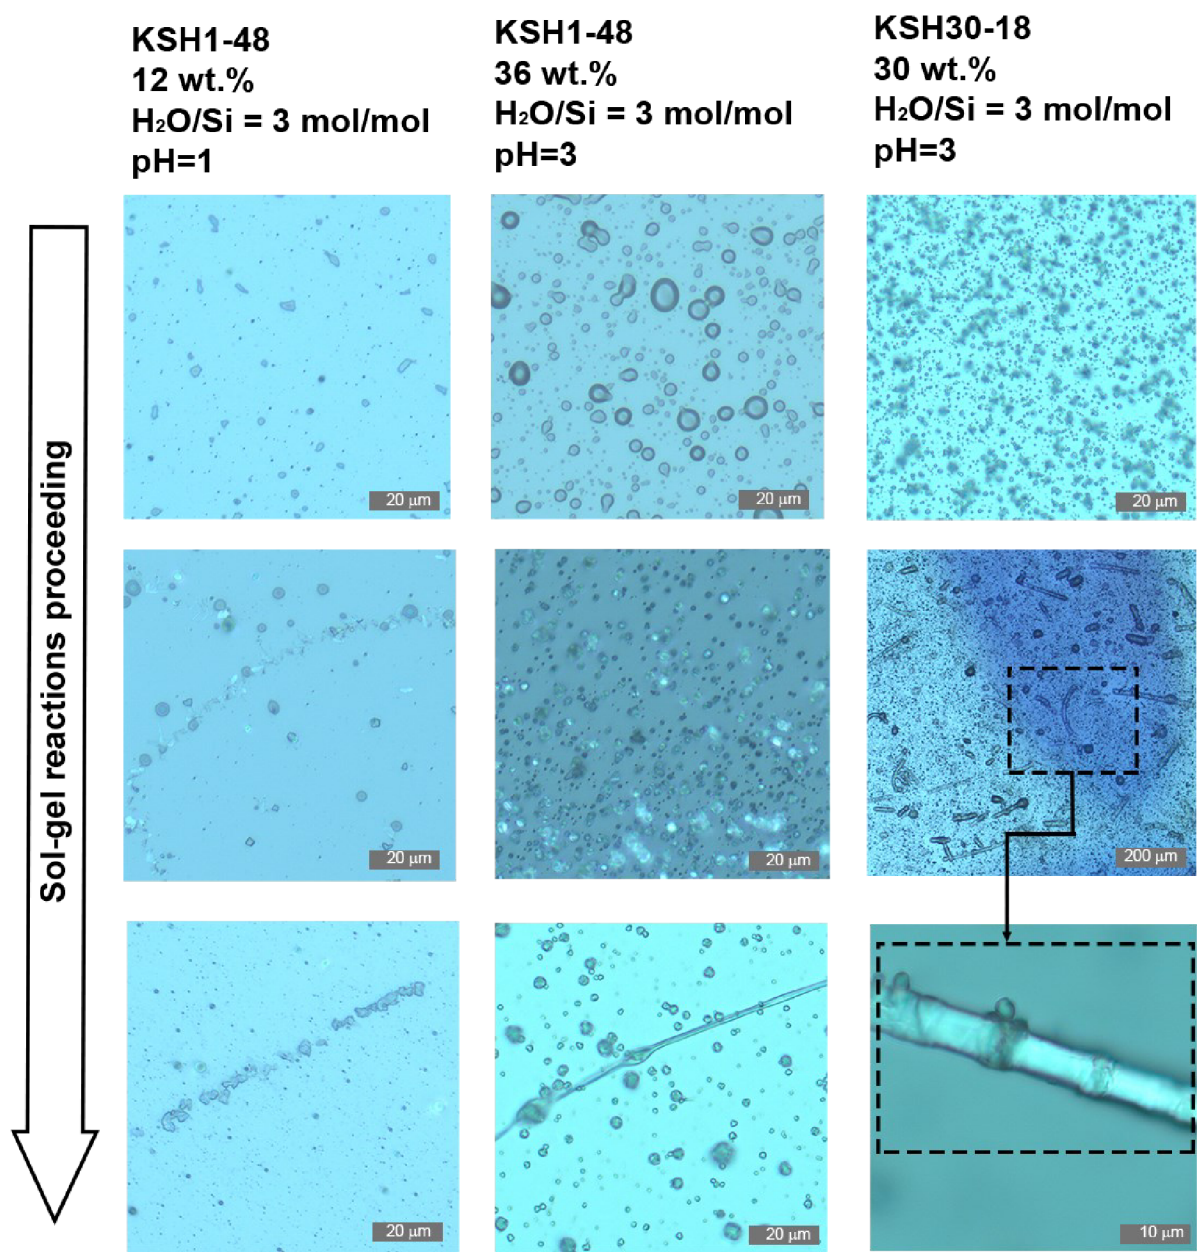 KSH1-48
12 wt.%
H₂O/Si = 3 mol/mol
pH=1
KSH1-48
36 wt.%
H₂O/Si = 3 mol/mol
pH=3
KSH30-18
30 wt.%
H₂O/Si = 3 mol/mol
pH=3
Sol-gel reactions proceeding
20 µm
20 µm
20 µm
20 µm
20 µm
200 µm
20 µm
20 µm
10 µm